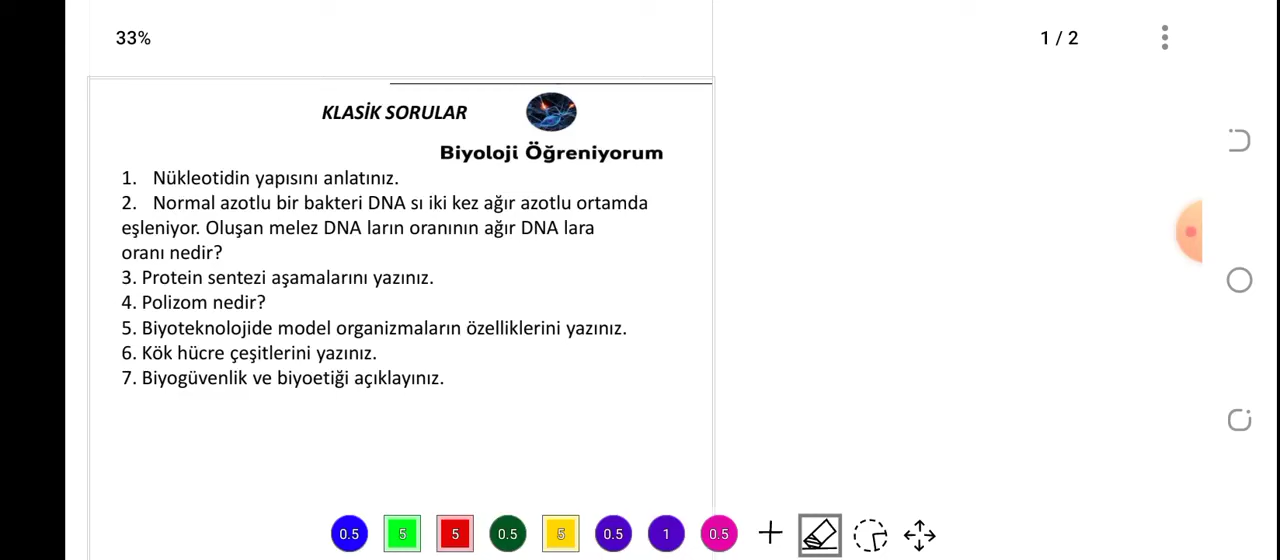 33%
1 / 2
KLASİK SORULAR
Biyoloji Öğreniyorum
1. Nükleotidin yapısını anlatınız.
2. Normal azotlu bir bakteri DNA sı iki kez ağır azotlu ortamda
eşleniyor. Oluşan melez DNA ların oranının ağır DNA lara
oranı nedir?
3. Protein sentezi aşamalarını yazınız.
4. Polizom nedir?
5. Biyoteknolojide model organizmaların özelliklerini yazınız.
6. Kök hücre çeşitlerini yazınız.
7. Biyogüvenlik ve biyoetiği açıklayınız.
0.5 5 5 0.5 5 0.5 1 0.5